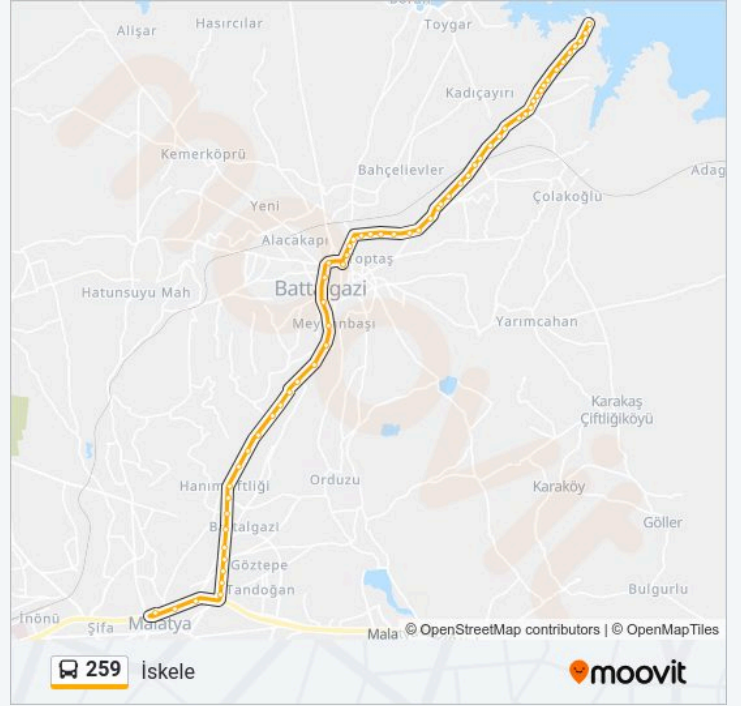 Alişar
Hasırcılar
Toygar
Kadıçayırı
Kemerköprü
Bahçelievler
Adag
Çolakoğlu
Yeni
Alacakapı
Toptaş
Battalgazi
Hatunsuyu Mah
Meydanbaşı
Yarımcahan
Karakaş
Çiftliğiköyü
Hanımçiftliği
Orduzu
Karaköy
Battalgazi
Göller
Göztepe
Tandoğan
Bulgurlu
İnönü
Şifa
Malatya
Mala
© OpenStreetMap contributors | © OpenMapTiles
259
İskele
moovit